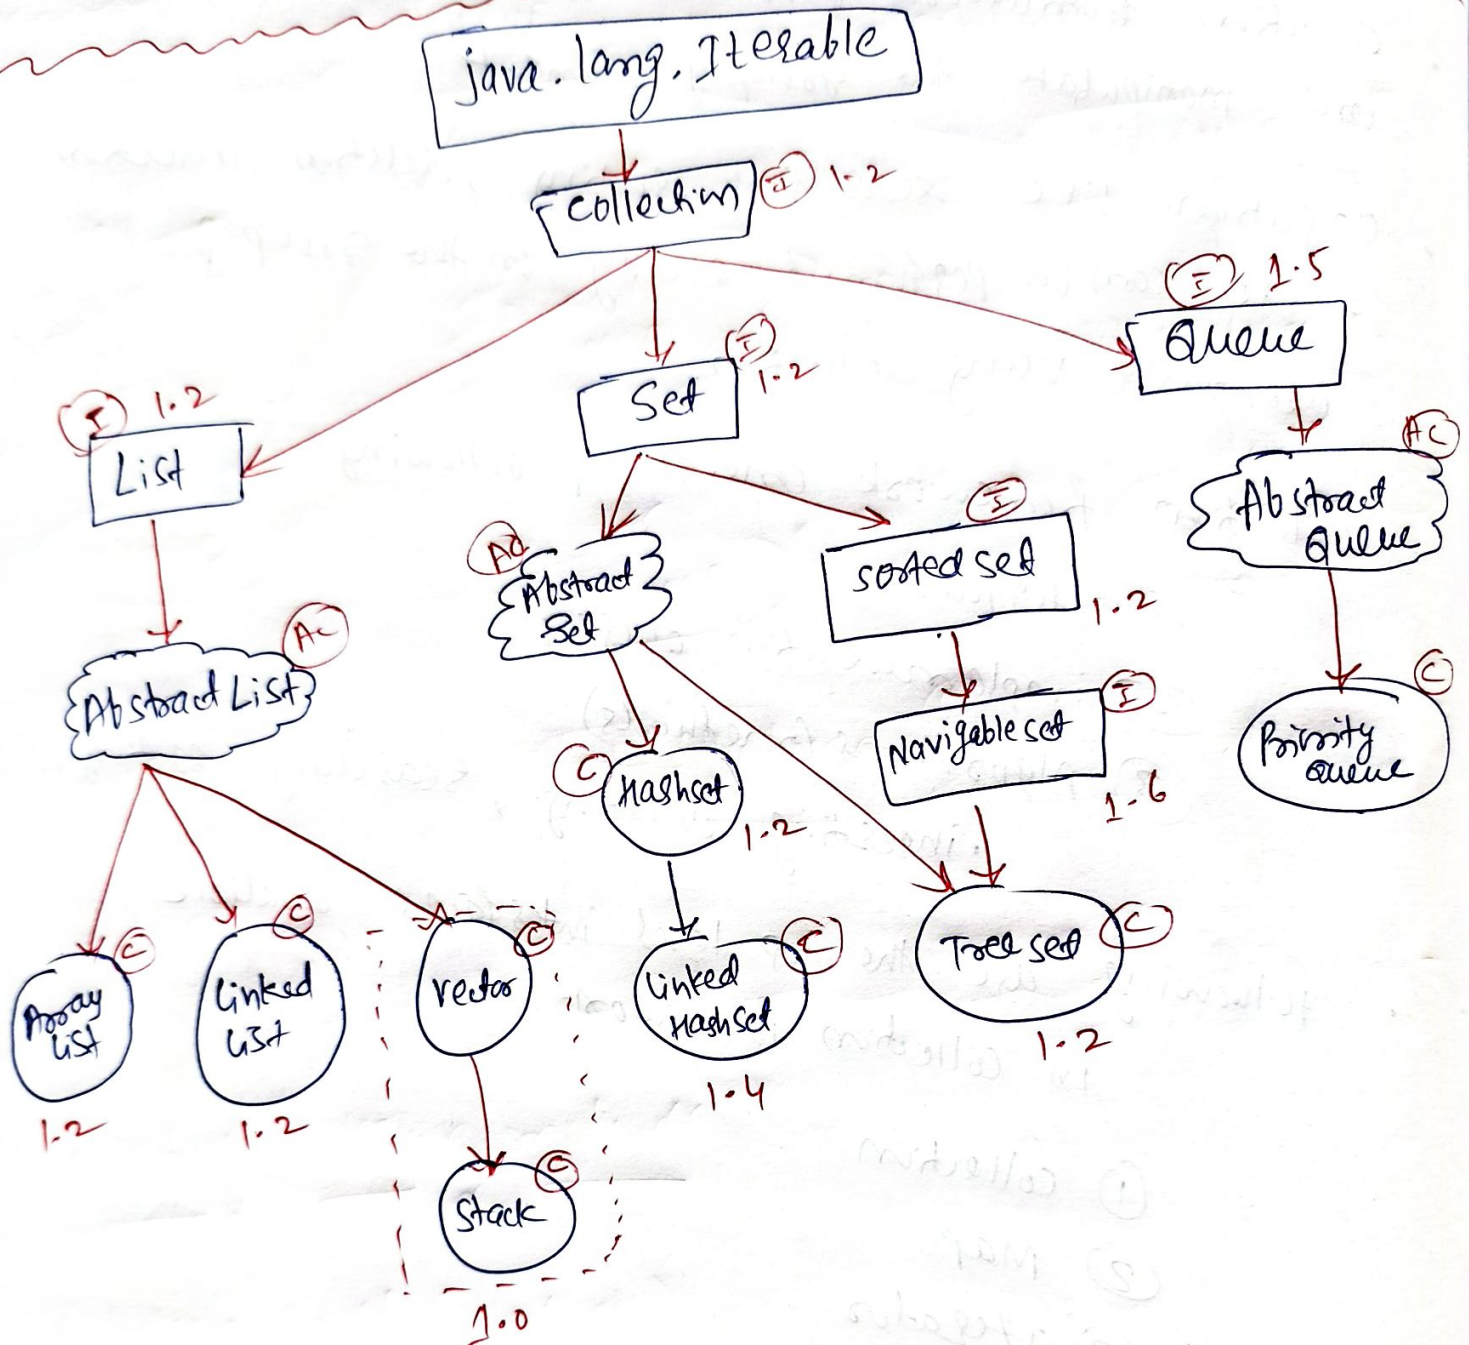 java.lang.Iterable
Collection I 1.2
I 1.5
Queue
I
1.2
Set
I 1.2
List
AC
Abstract
Queue
I
sorted set
1.2
AC
Abstract
Set
AC
Abstract List
I
Navigable set
1.6
C
Priority
Queue
C
Hashset
1.2
C
Array
List
1.2
C
Linked
List
1.2
C
Vector
C
Linked
HashSet
1.4
C
Tree set
1.2
C
Stack
1.0